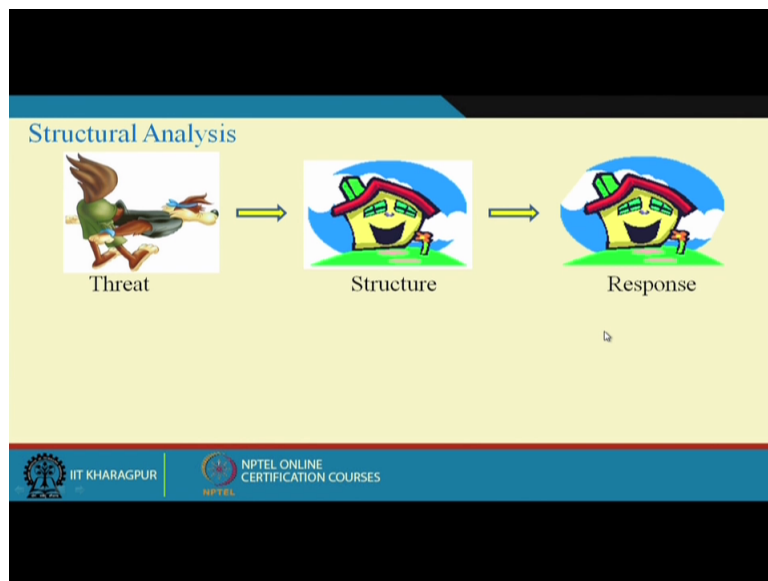 Structural Analysis
Threat
Structure
Response
IIT KHARAGPUR
NPTEL
NPTEL ONLINE
CERTIFICATION COURSES